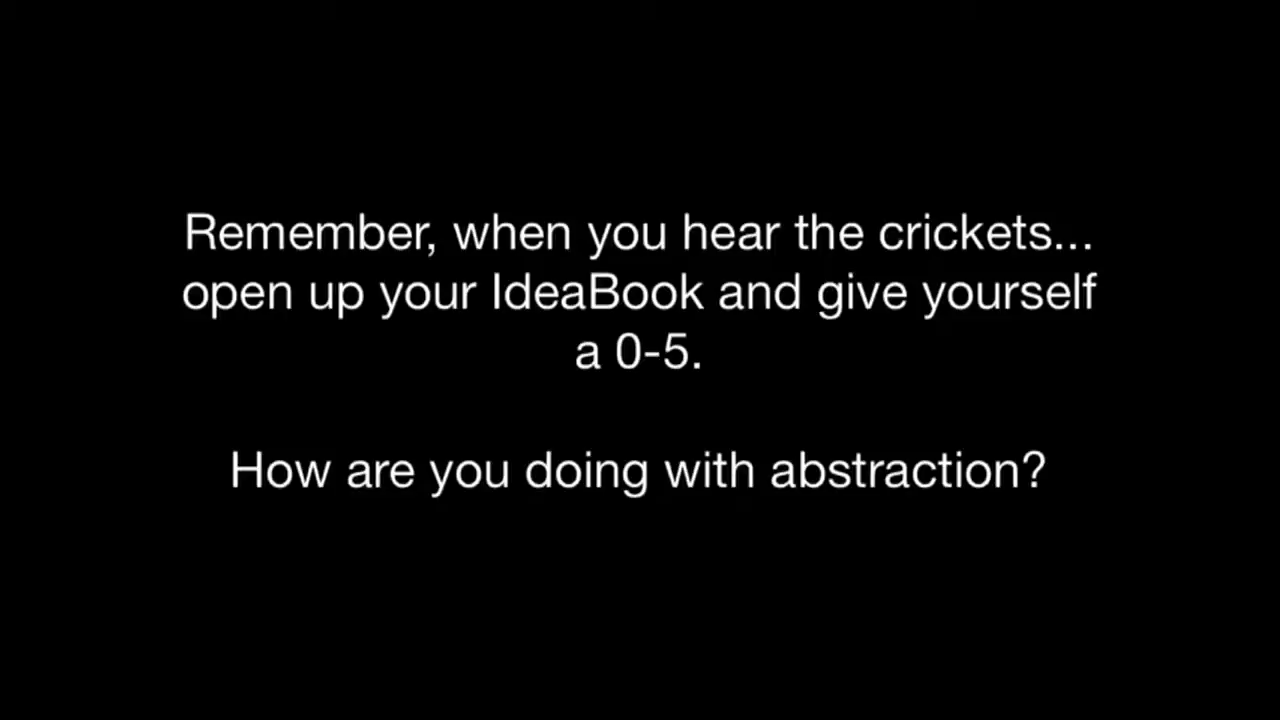 Remember, when you hear the crickets...
open up your IdeaBook and give yourself
a 0-5.
How are you doing with abstraction?